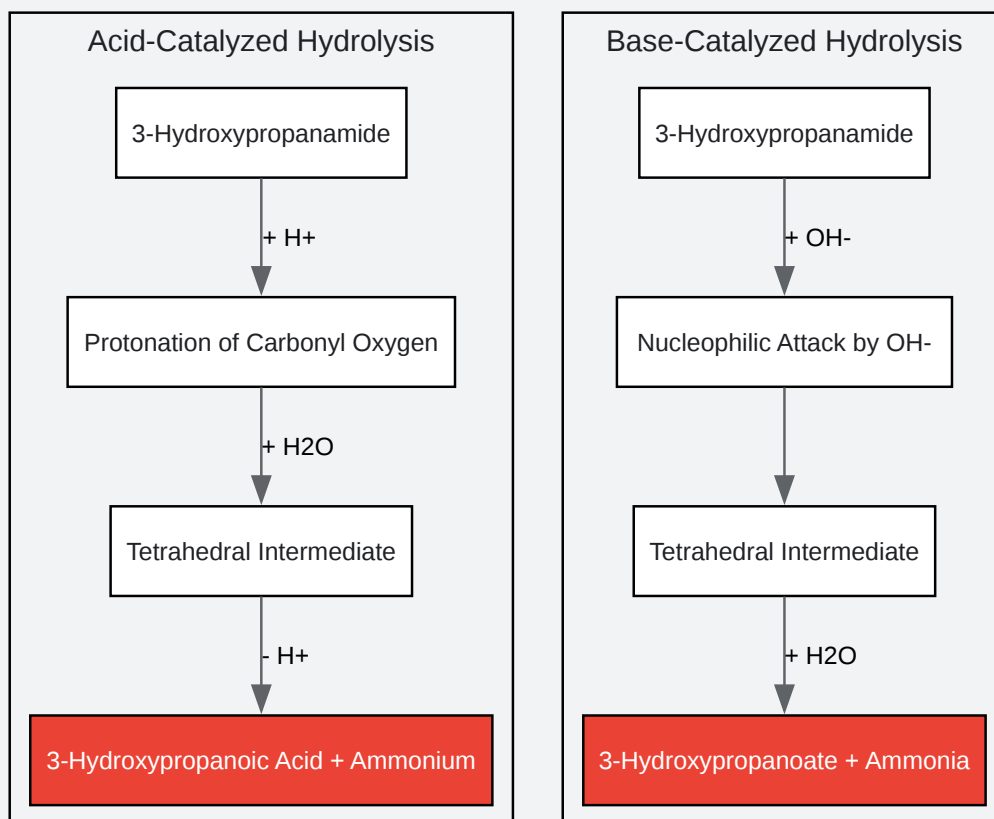 Acid-Catalyzed Hydrolysis
3-Hydroxypropanamide
+ H+
Protonation of Carbonyl Oxygen
+ H2O
Tetrahedral Intermediate
- H+
3-Hydroxypropanoic Acid + Ammonium
Base-Catalyzed Hydrolysis
3-Hydroxypropanamide
+ OH-
Nucleophilic Attack by OH-
Tetrahedral Intermediate
+ H2O
3-Hydroxypropanoate + Ammonia